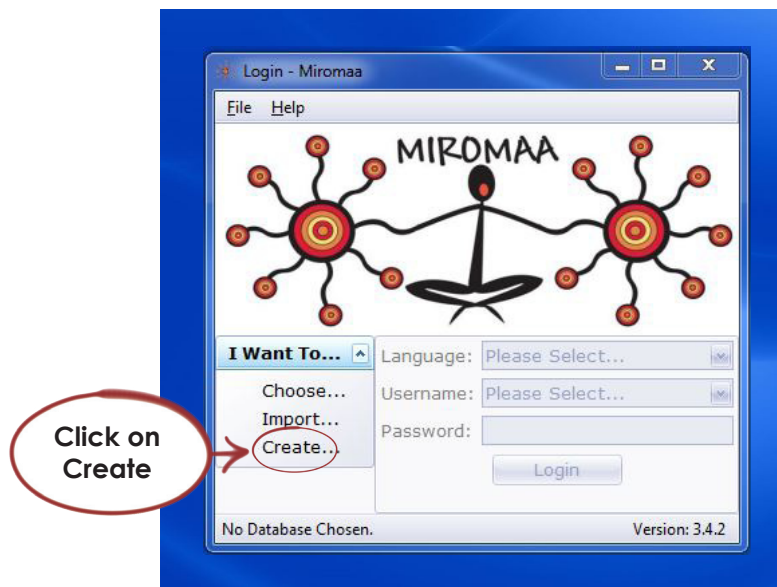 Login - Miromaa
File Help
MIROMAA
I Want To...
Choose...
Import...
Create...
Language: Please Select...
Username: Please Select...
Password:
Login
Click on
Create
No Database Chosen. Version: 3.4.2